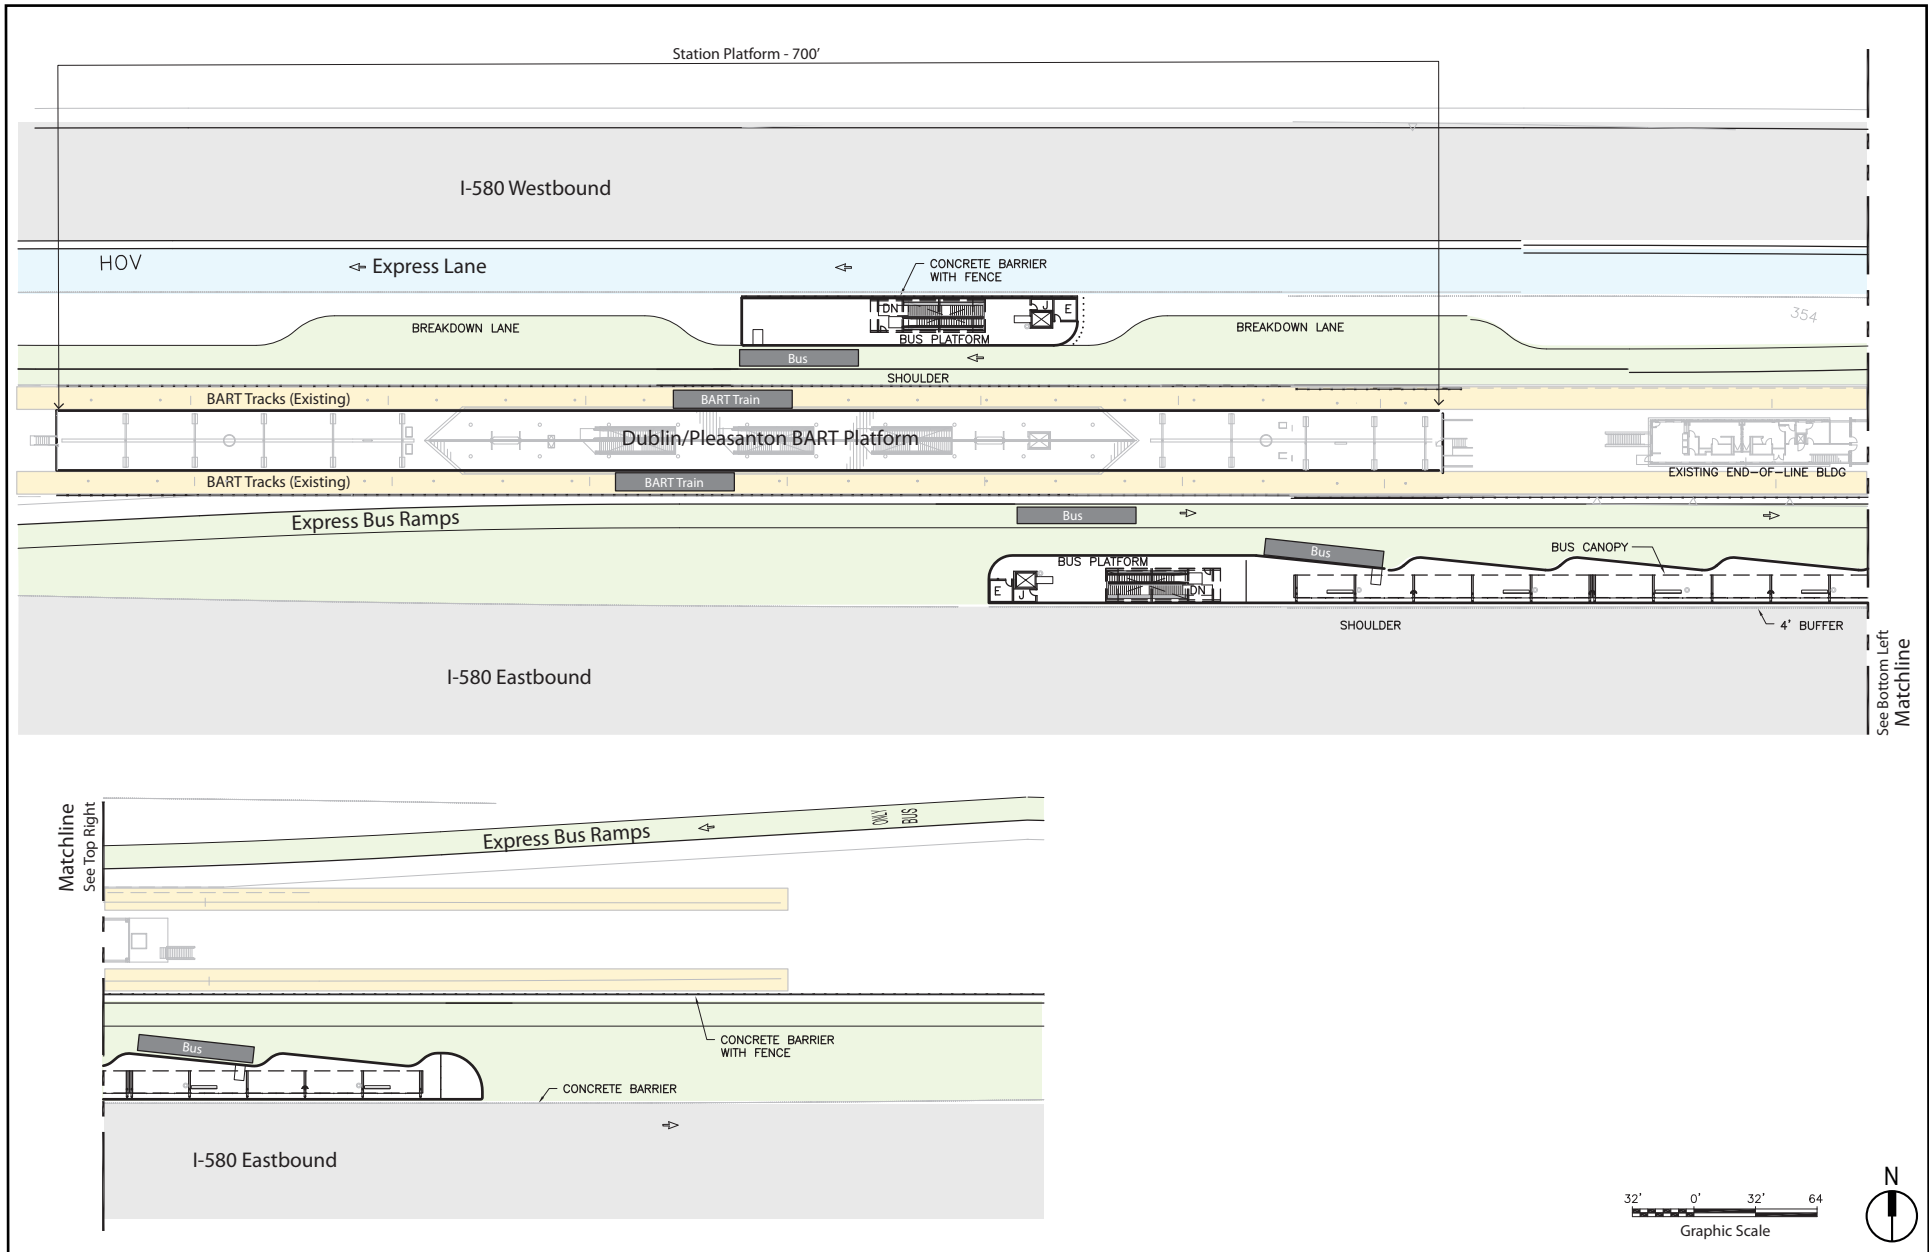 Station Platform - 700'
I-580 Westbound
HOV
Express Lane
CONCRETE BARRIER
WITH FENCE
DN
J
E
354
BREAKDOWN LANE
BUS PLATFORM
BREAKDOWN LANE
Bus
SHOULDER
BART Tracks (Existing)
BART Train
Dublin/Pleasanton BART Platform
EXISTING END-OF-LINE BLDG
BART Tracks (Existing)
BART Train
Express Bus Ramps
Bus
Bus
BUS CANOPY
BUS PLATFORM
E
J
DN
SHOULDER
4' BUFFER
I-580 Eastbound
See Bottom Left
Matchline
Matchline
See Top Right
Express Bus Ramps
ONLY
BUS
CONCRETE BARRIER
WITH FENCE
Bus
CONCRETE BARRIER
I-580 Eastbound
N
32' 0' 32' 64
Graphic Scale